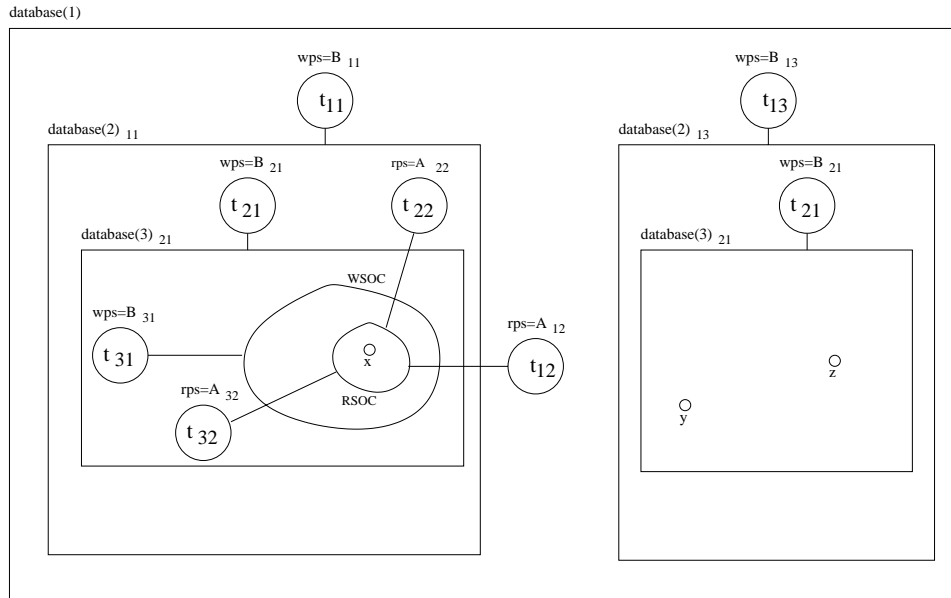 database(1)
wps=B 11
t11
wps=B 13
t13
database(2) 11
database(2) 13
wps=B 21
t 21
rps=A 22
t 22
wps=B 21
t 21
database(3) 21
database(3) 21
WSOC
wps=B 31
t 31
x
rps=A 12
t12
z
rps=A 32
t 32
RSOC
y